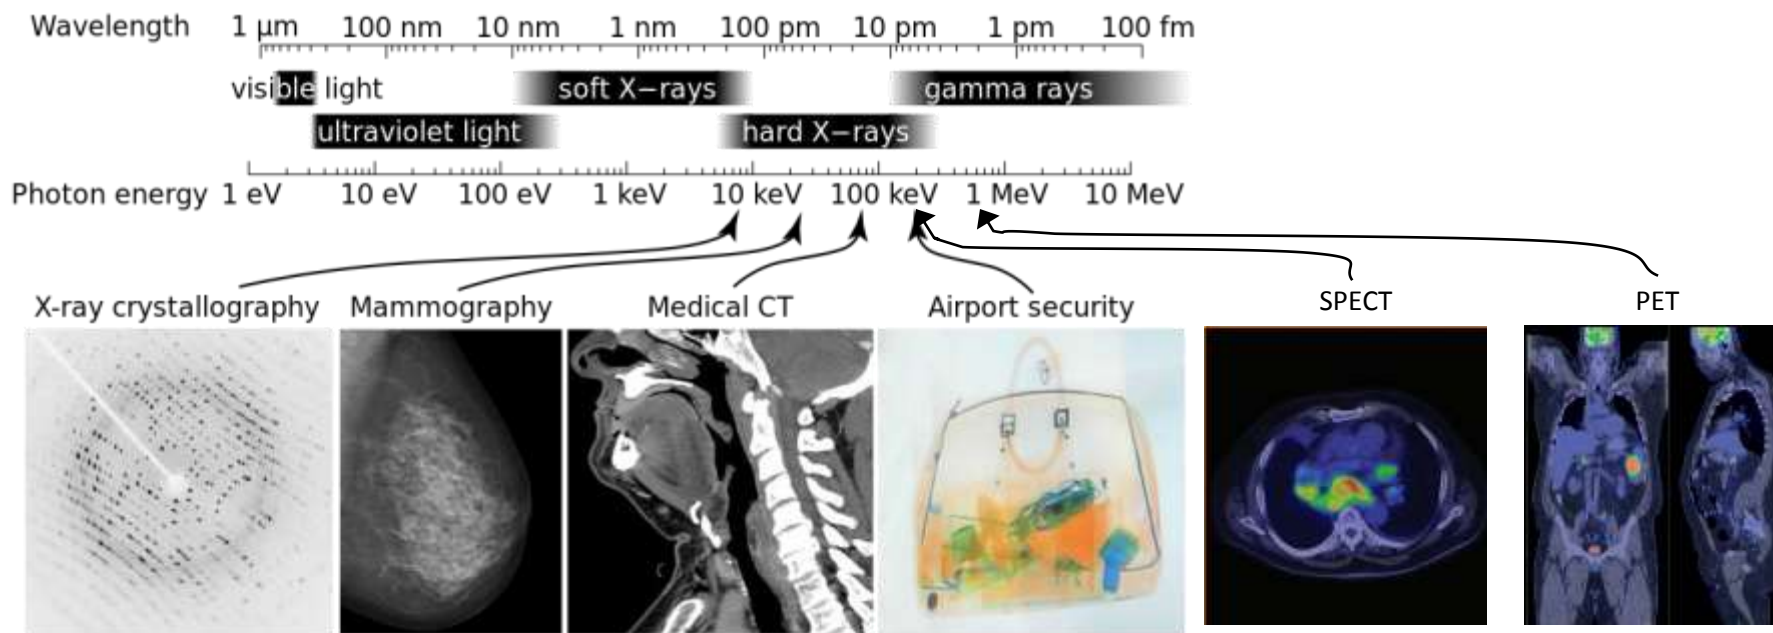 Wavelength 1 μm 100 nm 10 nm 1 nm 100 pm 10 pm 1 pm 100 fm
visible light soft X−rays gamma rays
ultraviolet light hard X−rays
Photon energy 1 eV 10 eV 100 eV 1 keV 10 keV 100 keV 1 MeV 10 MeV
X-ray crystallography Mammography Medical CT Airport security SPECT PET